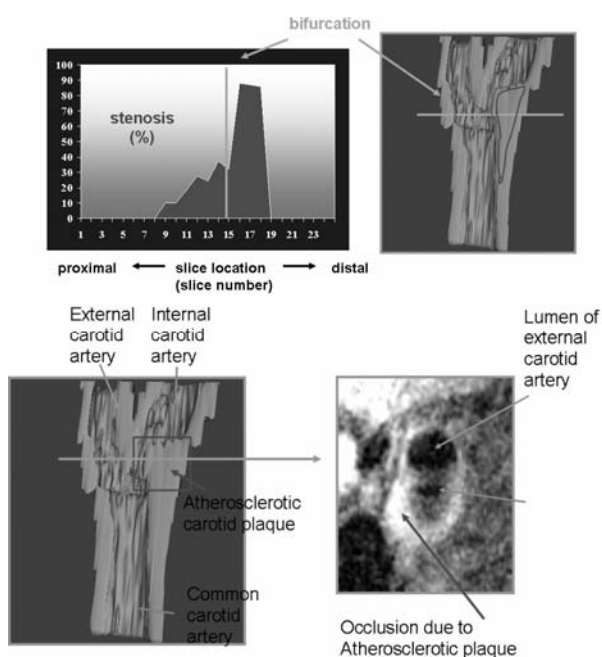 bifurcation
100
90
80
70
60
50
40
30
20
10
0
stenosis
(%)
1 3 5 7 9 11 13 15 17 19 21 23
proximal slice location distal
(slice number)
External
carotid
artery
Internal
carotid
artery
Atherosclerotic
carotid plaque
Common
carotid
artery
Lumen of
external
carotid
artery
Occlusion due to
Atherosclerotic plaque